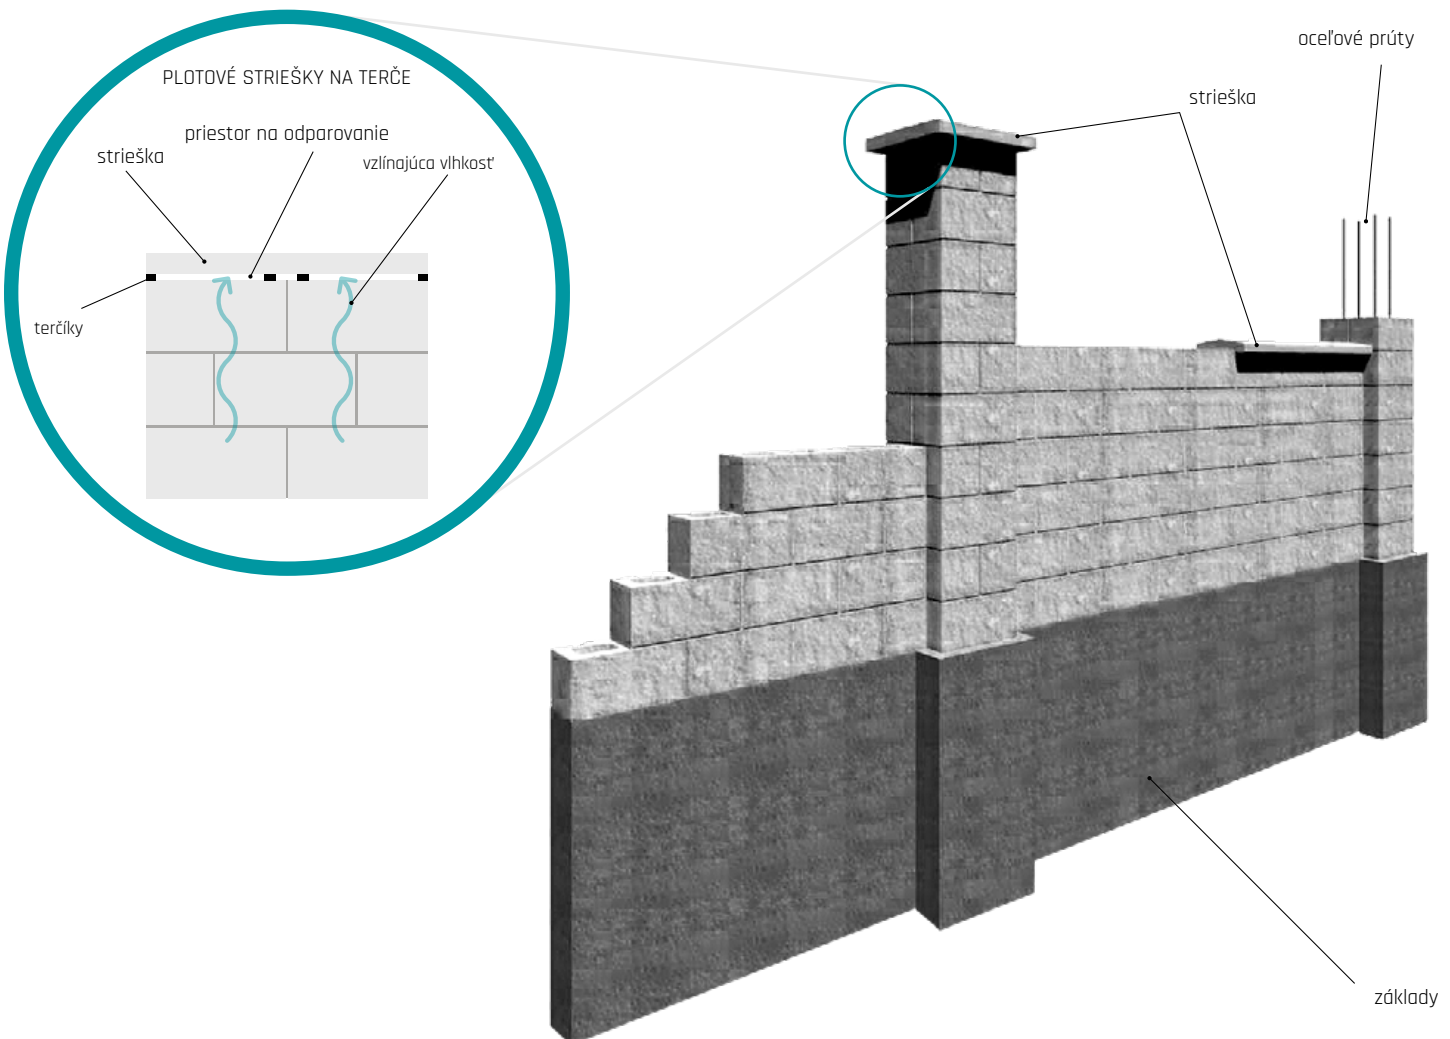 PLOTOVÉ STRIEŠKY NA TERČE
priestor na odparovanie
strieška
vzlínajúca vlhkosť
terčíky
oceľové prúty
strieška
základy